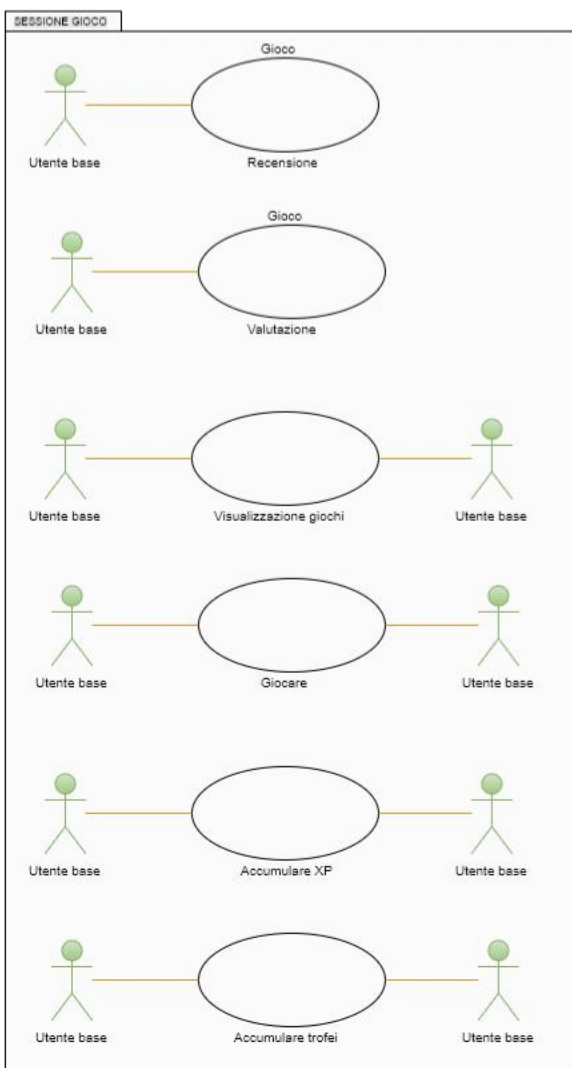 SESSIONE GIOCO
Gioco
Utente base
Recensione
Gioco
Utente base
Valutazione
Utente base
Visualizzazione giochi
Utente base
Utente base
Giocare
Utente base
Utente base
Accumulare XP
Utente base
Utente base
Accumulare trofei
Utente base